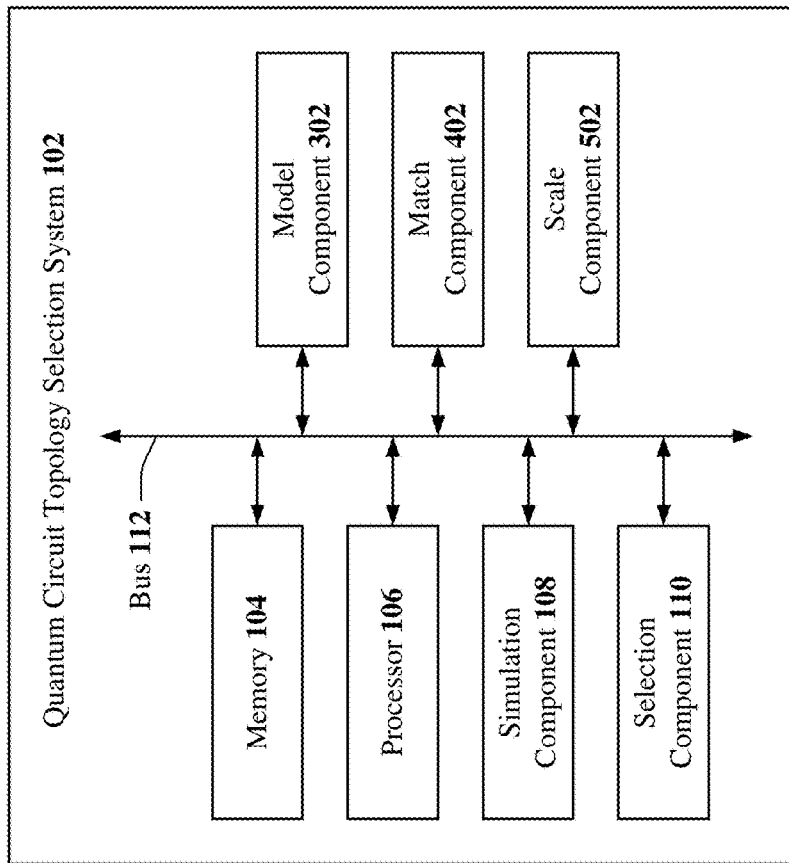 Quantum Circuit Topology Selection System 102
Bus 112
Memory 104
Processor 106
Simulation
Component 108
Selection
Component 110
Model
Component 302
Match
Component 402
Scale
Component 502